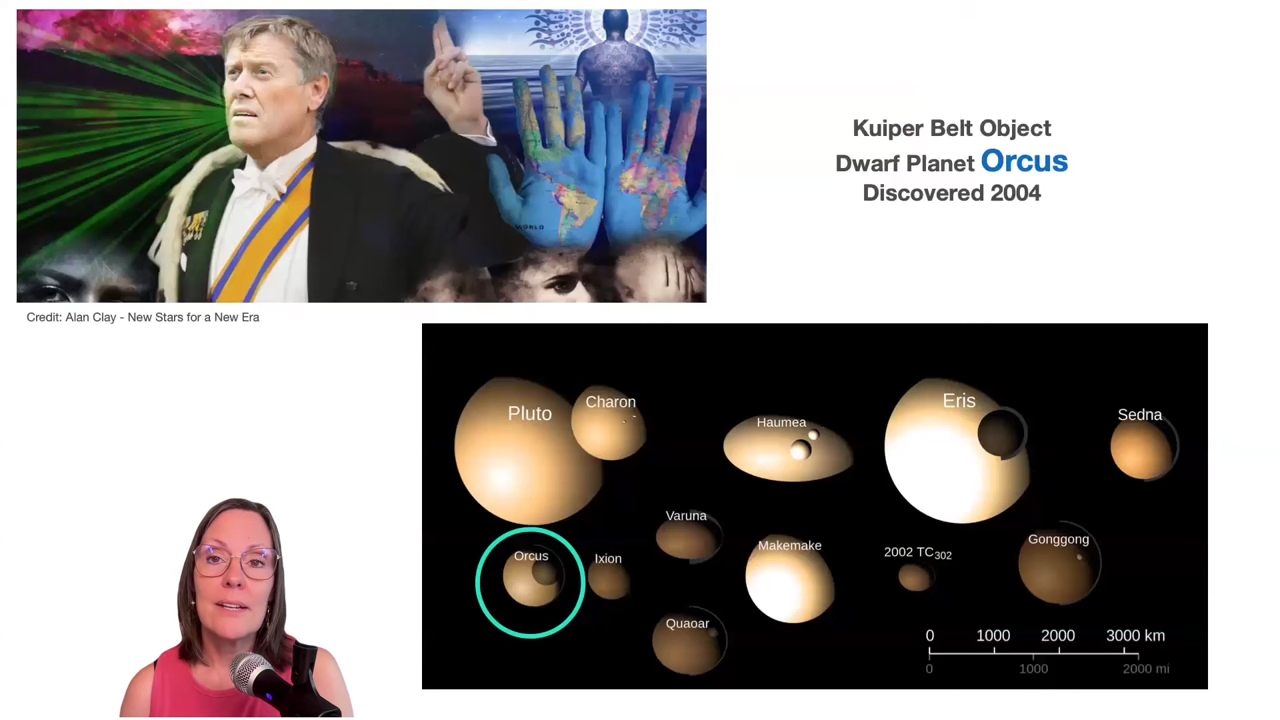 Kuiper Belt Object
Dwarf Planet Orcus
Discovered 2004
WORLD
Credit: Alan Clay - New Stars for a New Era
Pluto
Charon
Haumea
Eris
Sedna
Orcus
Ixion
Varuna
Makemake
2002 TC302
Gonggong
Quaoar
0 1000 2000 3000 km
0 1000 2000 mi